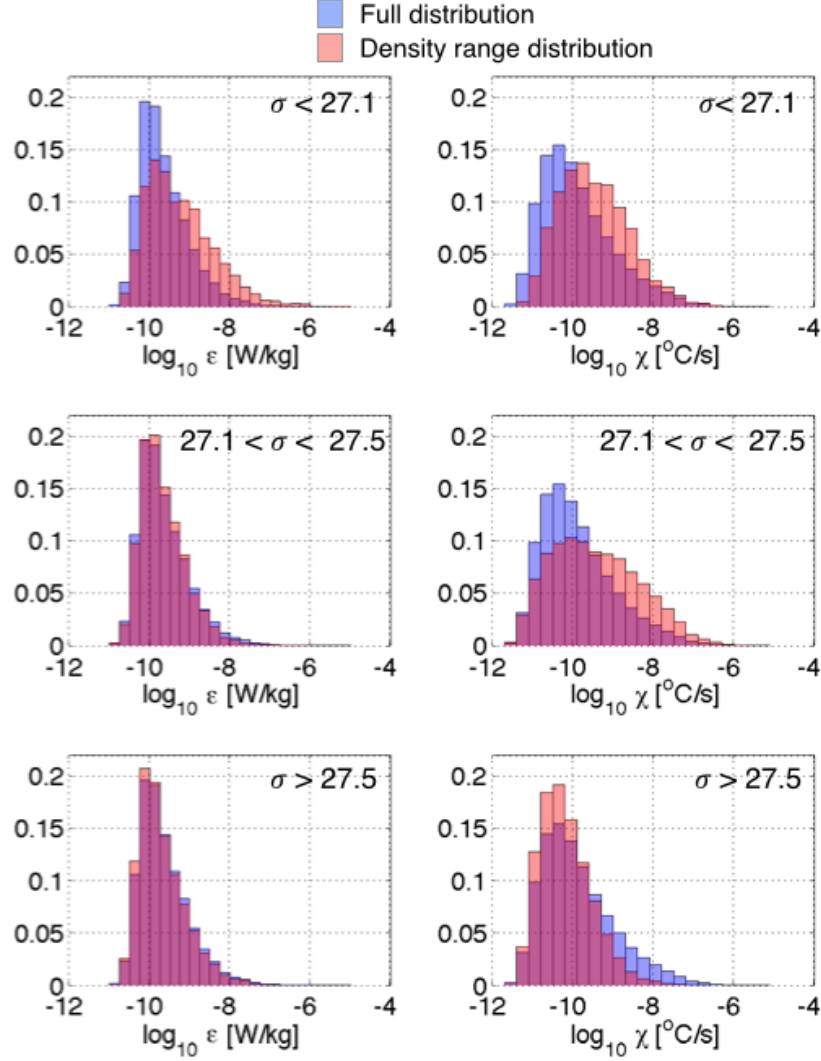 Full distribution
Density range distribution
σ < 27.1
0.2
0.15
0.1
0.05
0
-12 -10 -8 -6 -4
log10 ε [W/kg]
σ< 27.1
0.2
0.15
0.1
0.05
0
-12 -10 -8 -6 -4
log10 χ [°C/s]
27.1 < σ < 27.5
0.2
0.15
0.1
0.05
0
-12 -10 -8 -6 -4
log10 ε [W/kg]
27.1 < σ < 27.5
0.2
0.15
0.1
0.05
0
-12 -10 -8 -6 -4
log10 χ [°C/s]
σ > 27.5
0.2
0.15
0.1
0.05
0
-12 -10 -8 -6 -4
log10 ε [W/kg]
σ > 27.5
0.2
0.15
0.1
0.05
0
-12 -10 -8 -6 -4
log10 χ [°C/s]